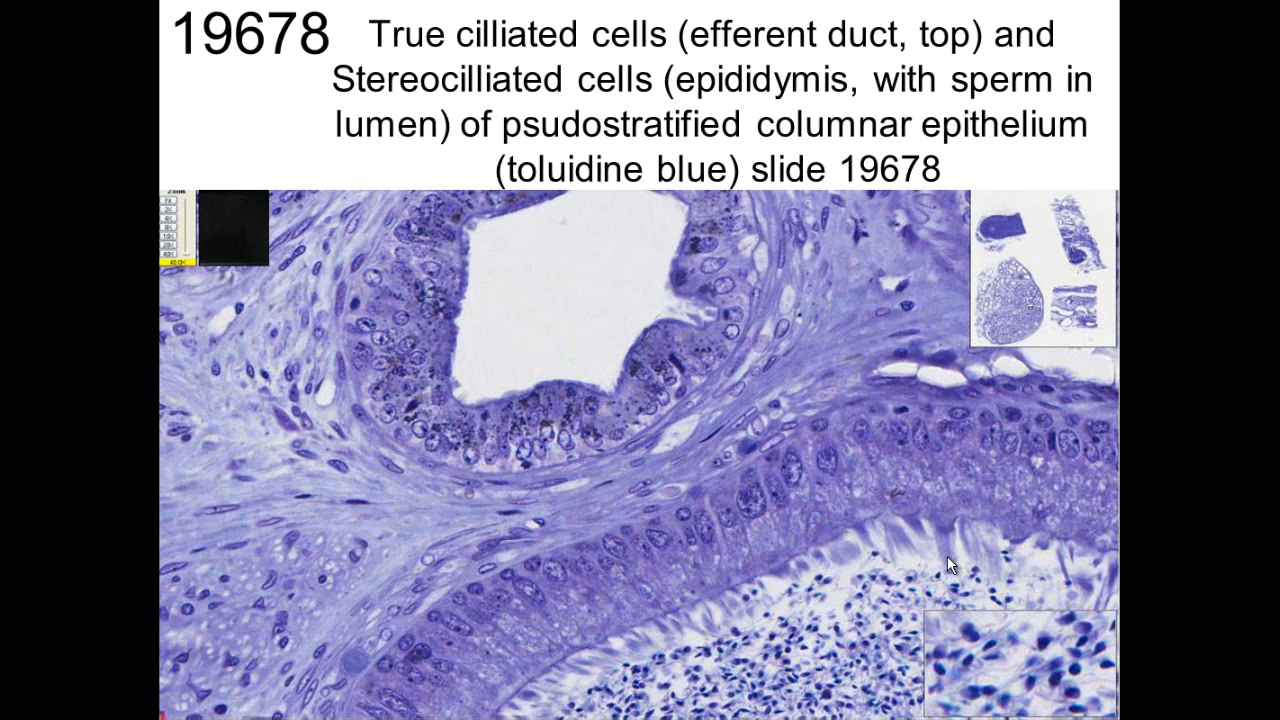 19678
True cilliated cells (efferent duct, top) and
Stereocilliated cells (epididymis, with sperm in
lumen) of psudostratified columnar epithelium
(toluidine blue) slide 19678
Zoom